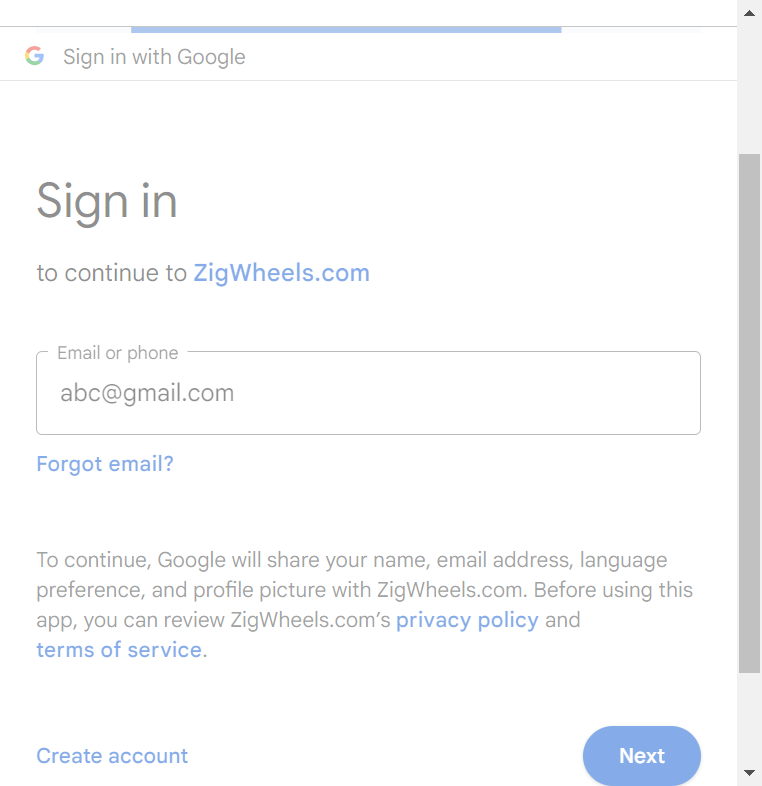 Sign in with Google
Sign in
to continue to ZigWheels.com
Email or phone
abc@gmail.com
Forgot email?
To continue, Google will share your name, email address, language
preference, and profile picture with ZigWheels.com. Before using this
app, you can review ZigWheels.com’s privacy policy and
terms of service.
Create account
Next